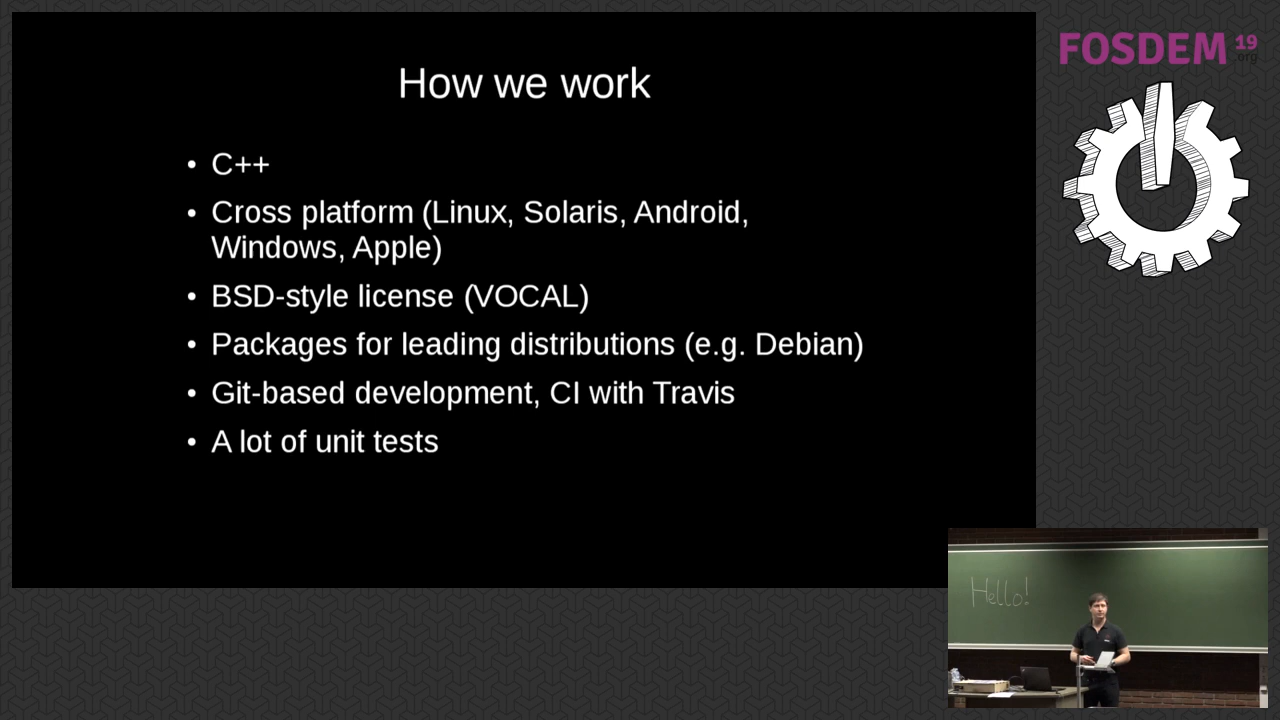 How we work
• C++
• Cross platform (Linux, Solaris, Android,
Windows, Apple)
• BSD-style license (VOCAL)
• Packages for leading distributions (e.g. Debian)
• Git-based development, CI with Travis
• A lot of unit tests
FOSDEM 19
.org
Hello!